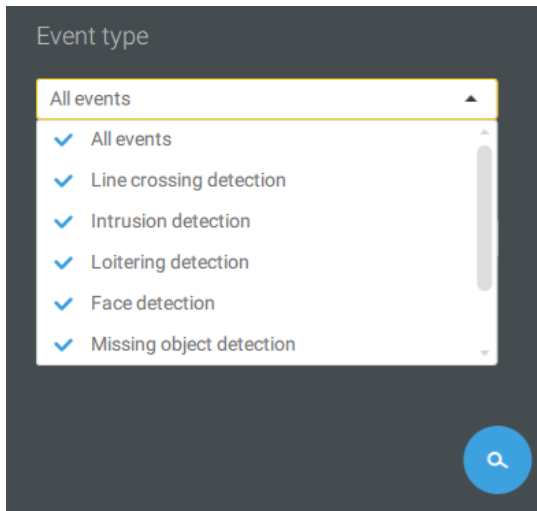 Event type
All events
All events
Line crossing detection
Intrusion detection
Loitering detection
Face detection
Missing object detection